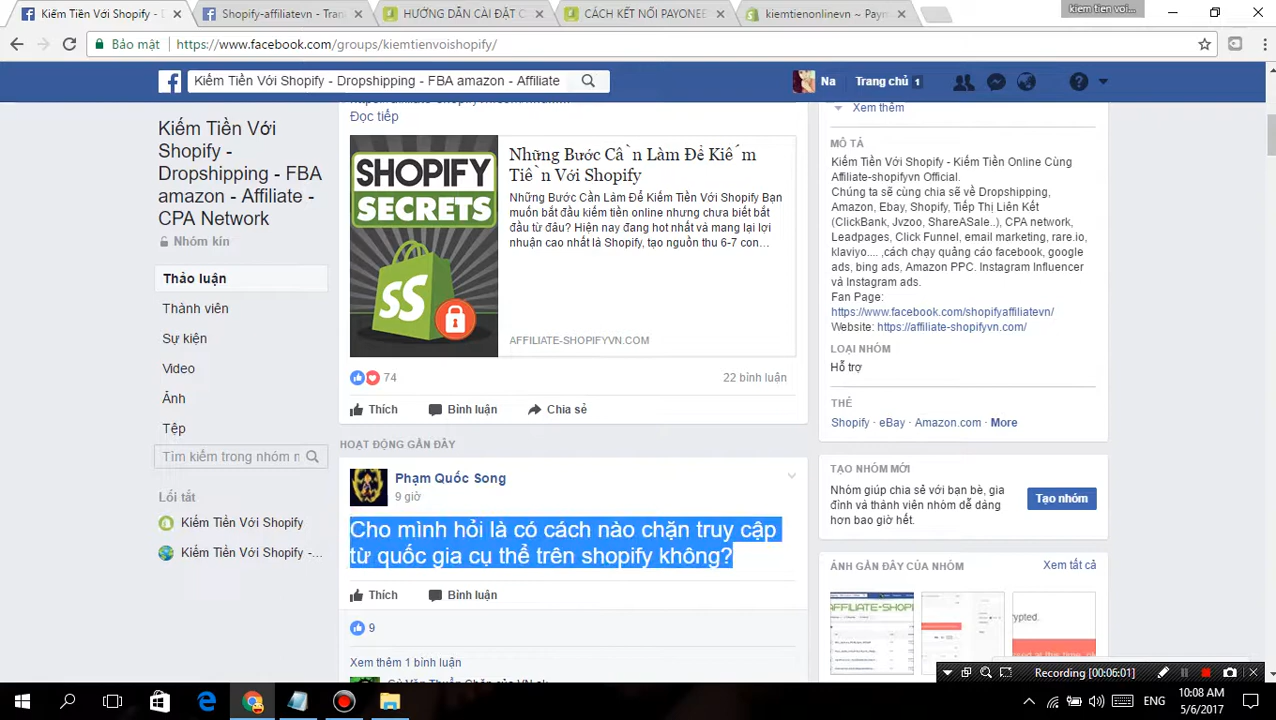 Kiếm Tiền Với Shopify - D
Shopify-affiliatevn - Tran
HƯỚNG DẪN CÀI ĐẶT C
CÁCH KẾT NỐI PAYONEE
kiemtienonlinevn ~ Paym
kiem tien voi...
Bảo mật
https://www.facebook.com/groups/kiemtienvoishopify/
Kiếm Tiền Với Shopify - Dropshipping - FBA amazon - Affiliate
Na
Trang chủ 1
Kiếm Tiền Với
Shopify -
Dropshipping - FBA
amazon - Affiliate -
CPA Network
Nhóm kín
Thảo luận
Thành viên
Sự kiện
Video
Ảnh
Tệp
Tìm kiếm trong nhóm n
Lối tắt
Kiếm Tiền Với Shopify
Kiếm Tiền Với Shopify -...
Đọc tiếp
SHOPIFY
SECRETS
SS
Những Bước Cần Làm Để Kiếm
Tiền Với Shopify
Những Bước Cần Làm Để Kiếm Tiền Với Shopify Bạn
muốn bắt đầu kiếm tiền online nhưng chưa biết bắt
đầu từ đâu? Hiện nay đang hot nhất và mang lại lợi
nhuận cao nhất là Shopify, tạo nguồn thu 6-7 con...
AFFILIATE-SHOPIFYVN.COM
74
22 bình luận
Thích
Bình luận
Chia sẻ
HOẠT ĐỘNG GẦN ĐÂY
Phạm Quốc Song
9 giờ
Cho mình hỏi là có cách nào chặn truy cập
từ quốc gia cụ thể trên shopify không?
Thích
Bình luận
9
Xem thêm 1 bình luận
Xem thêm
MÔ TẢ
Kiếm Tiền Với Shopify - Kiếm Tiền Online Cùng
Affiliate-shopifyvn Official.
Chúng ta sẽ cùng chia sẽ về Dropshipping,
Amazon, Ebay, Shopify, Tiếp Thị Liên Kết
(ClickBank, Jvzoo, ShareASale..), CPA network,
Leadpages, Click Funnel, email marketing, rare.io,
klaviyo.... ,cách chạy quảng cáo facebook, google
ads, bing ads, Amazon PPC. Instagram Influencer
và Instagram ads.
Fan Page:
https://www.facebook.com/shopifyaffiliatevn/
Website: https://affiliate-shopifyvn.com/
LOẠI NHÓM
Hỗ trợ
THẺ
Shopify · eBay · Amazon.com · More
TẠO NHÓM MỚI
Nhóm giúp chia sẻ với bạn bè, gia
đình và thành viên nhóm dễ dàng
hơn bao giờ hết.
Tạo nhóm
ẢNH GẦN ĐÂY CỦA NHÓM
Xem tất cả
AFFILIATE-SHOPI
ypted.
Recording [00:06:01]
ENG
10:08 AM
5/6/2017